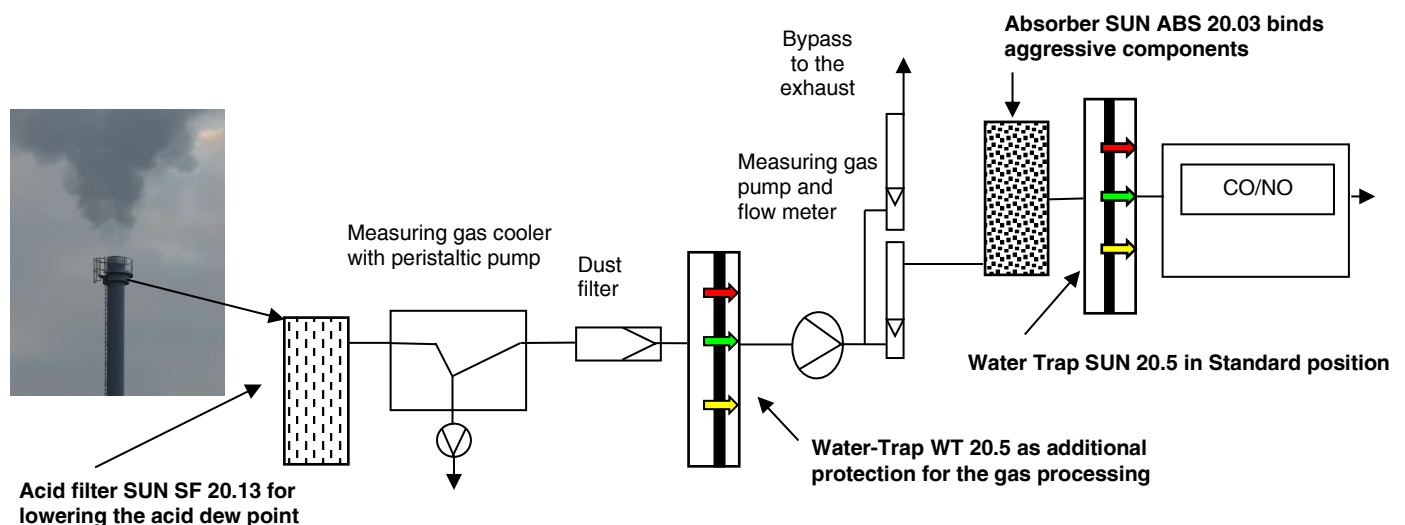 Absorber SUN ABS 20.03 binds
aggressive components
Bypass
to the
exhaust
Measuring gas
pump and
flow meter
CO/NO
Measuring gas cooler
with peristaltic pump
Dust
filter
Water Trap SUN 20.5 in Standard position
Water-Trap WT 20.5 as additional
protection for the gas processing
Acid filter SUN SF 20.13 for
lowering the acid dew point